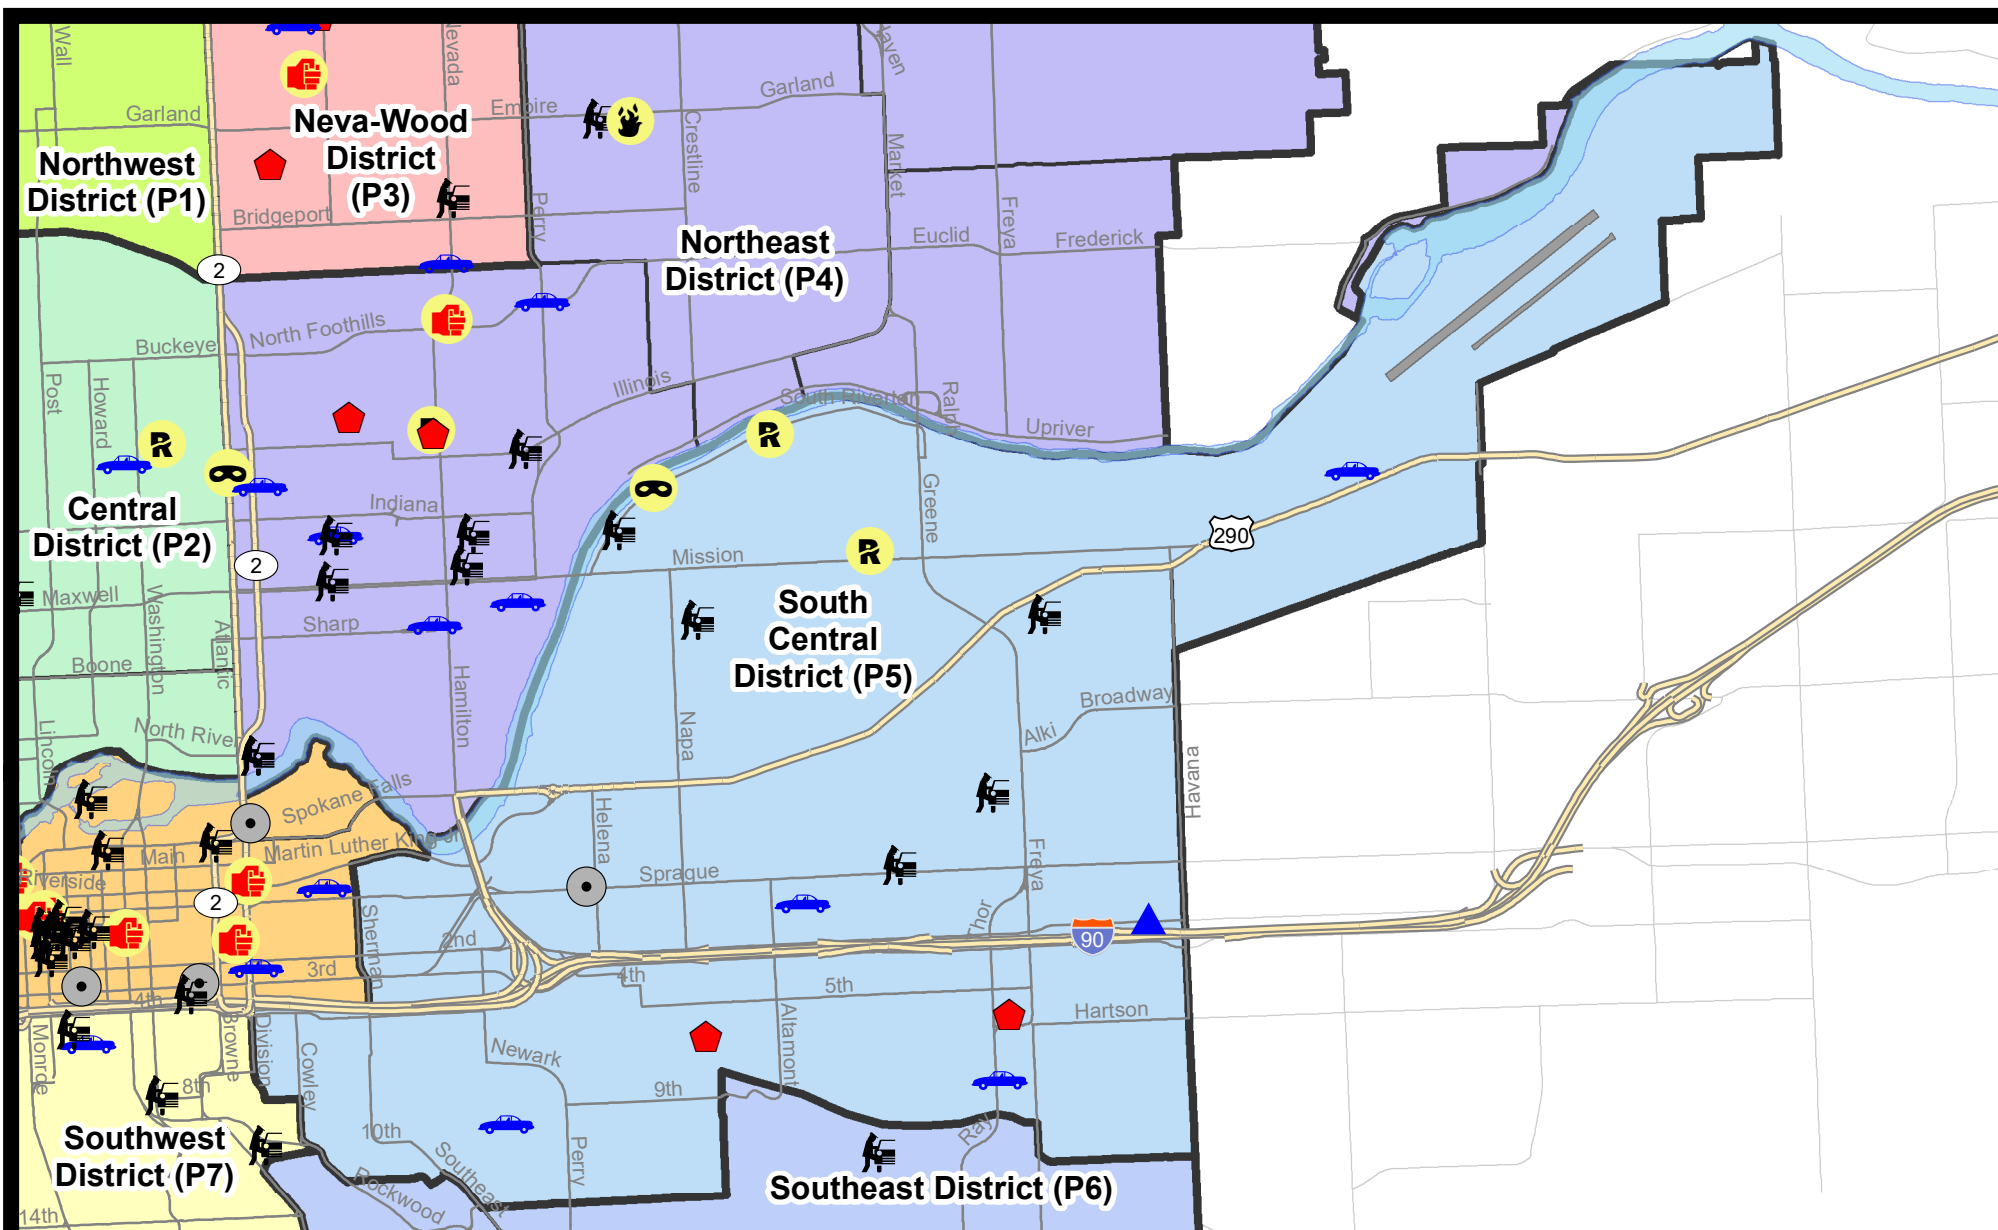 Wall
Nevada
Haven
Garland
Empire
Garland
Neva-Wood
District
(P3)
Crestline
Market
Northwest
District (P1)
Bridgeport
Perry
Freya
Northeast
District (P4)
Euclid
Frederick
2
North Foothills
Buckeye
Post
Howard
Illinois
South Riverton
Ralph
Upriver
Central
District (P2)
Indiana
Greene
290
2
Mission
Maxwell
Washington
Atlantic
Sharp
South
Central
District (P5)
Boone
Hamilton
Napa
Broadway
Alki
Lincoln
North River
Havana
Spokane Falls
Helena
Main
Martin Luther King Jr
Riverside
Sprague
Freya
2
Sherman
Thor
90
2nd
3rd
4th
4th
5th
Altamont
Hartson
Monroe
Browne
Division
Cowley
Newark
8th
9th
Southwest
District (P7)
10th
Southeast
Perry
Ray
Rockwood
Southeast District (P6)
14th